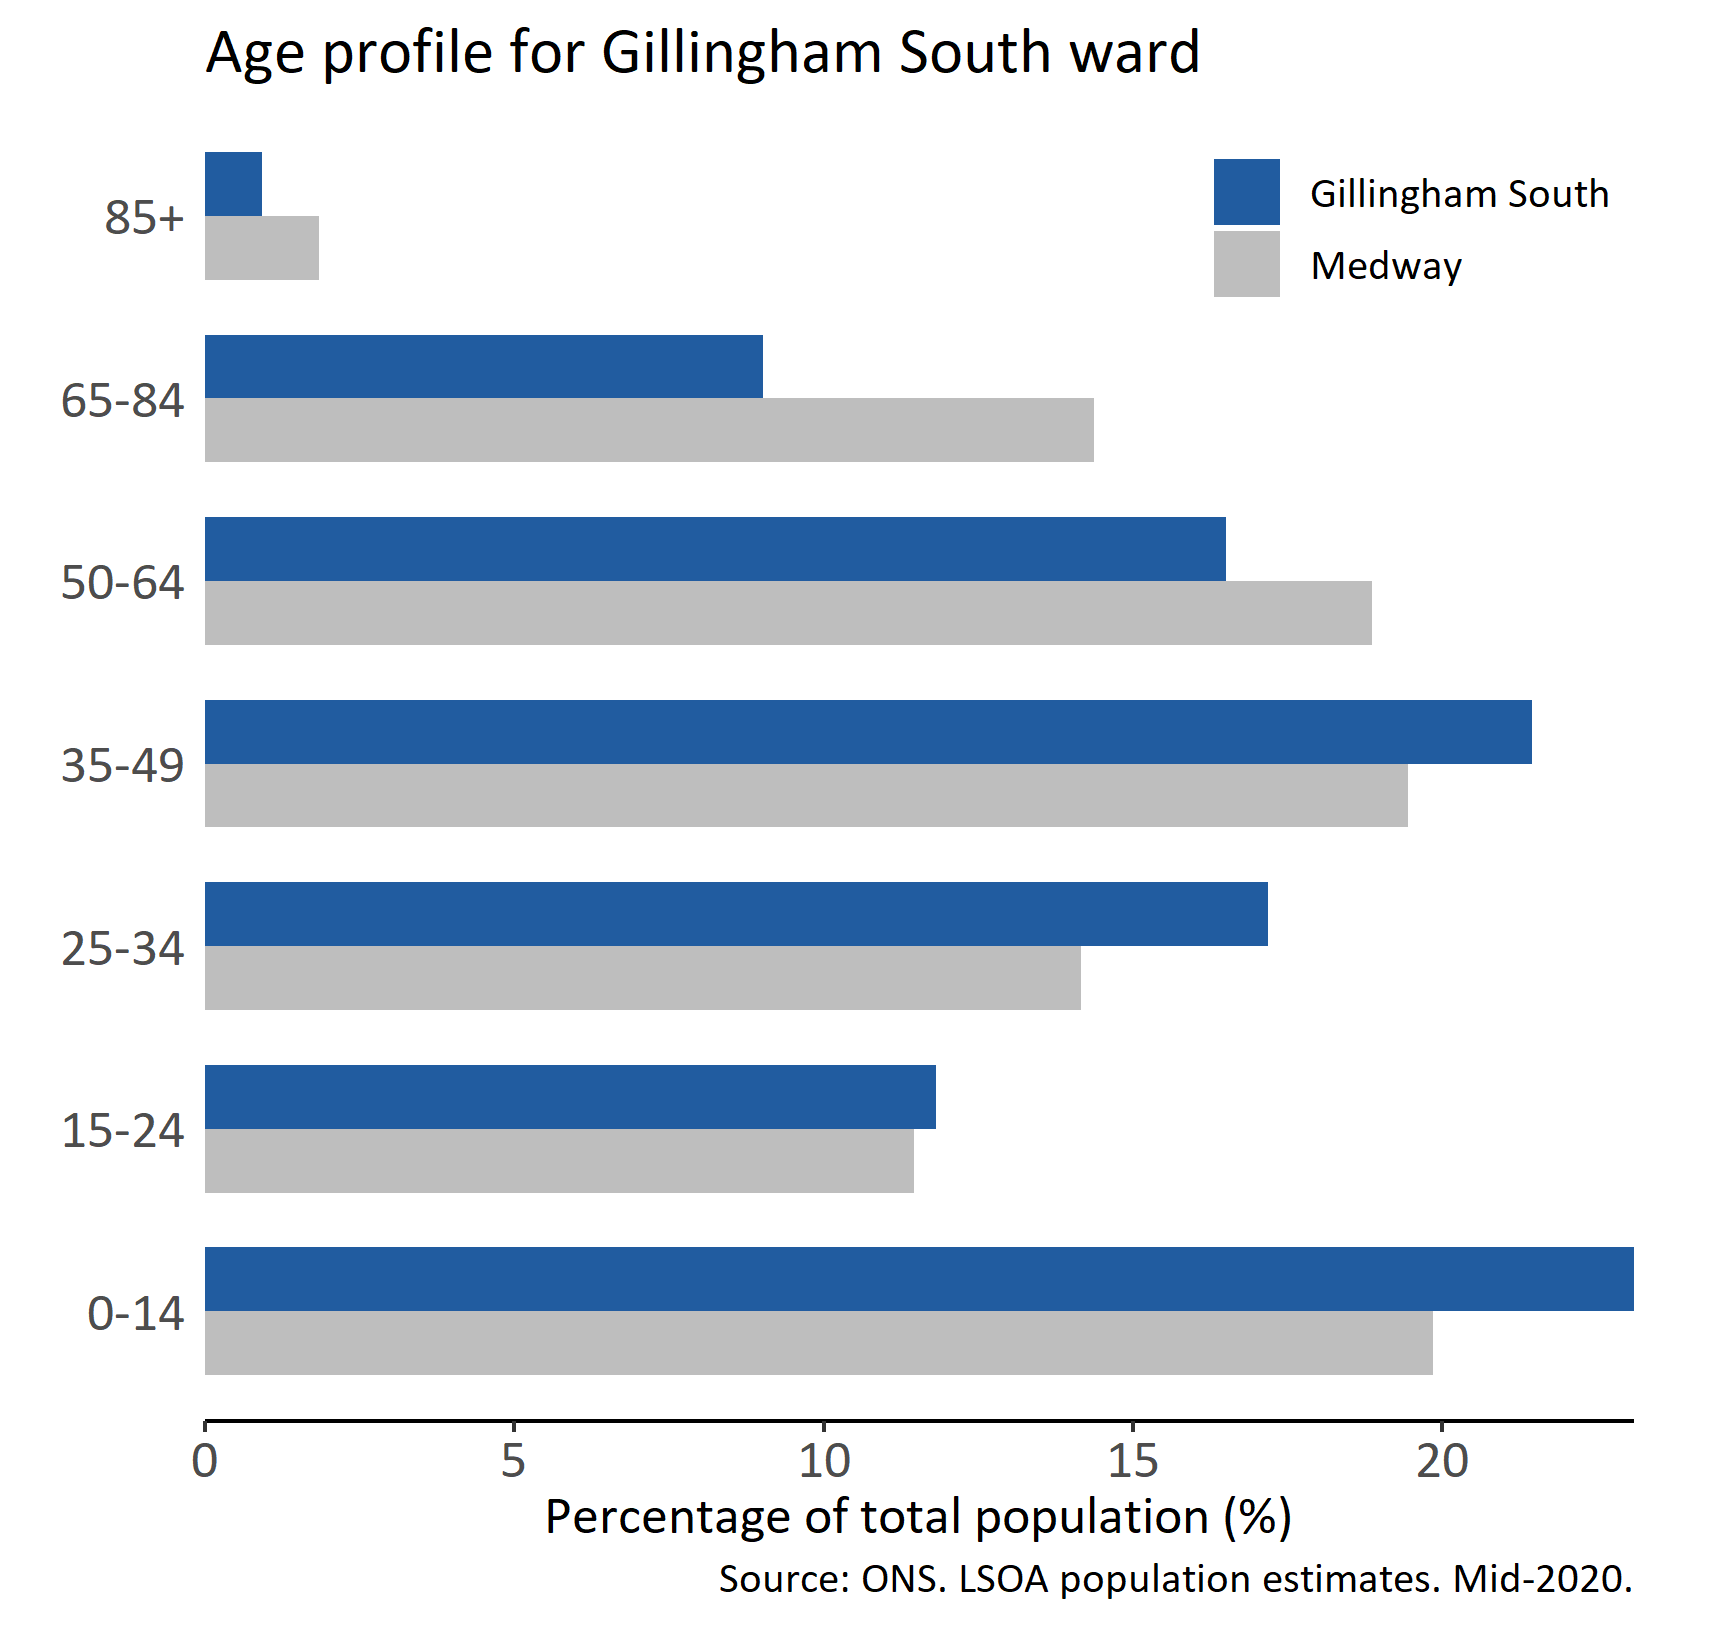 Age profile for Gillingham South ward
Gillingham South
Medway
85+
65-84
50-64
35-49
25-34
15-24
0-14
0 5 10 15 20
Percentage of total population (%)
Source: ONS. LSOA population estimates. Mid-2020.